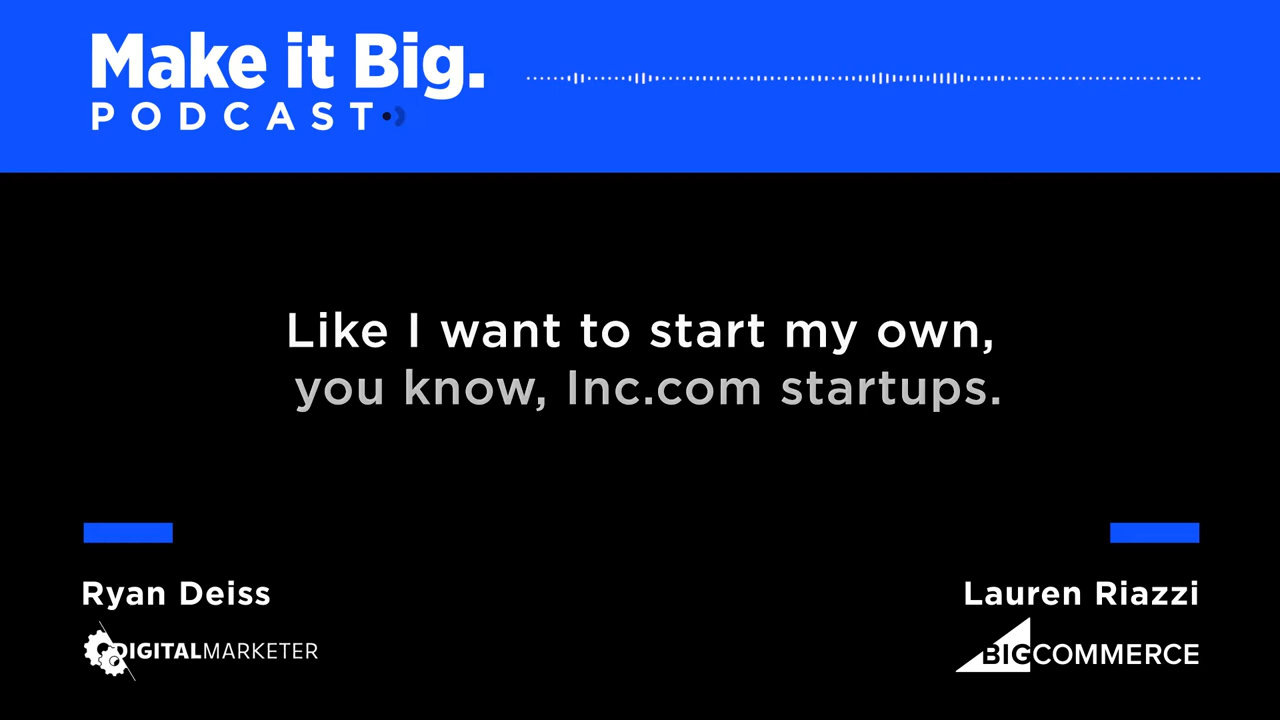 Make it Big.
PODCAST
Like I want to start my own,
you know, Inc.com startups.
Ryan Deiss
Lauren Riazzi
DIGITALMARKETER
BIGCOMMERCE